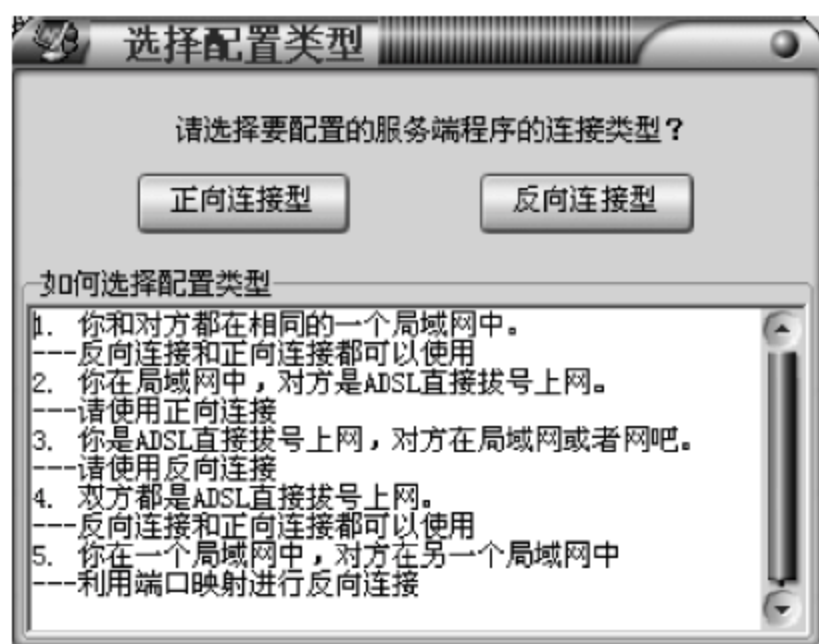 选择配置类型
请选择要配置的服务端程序的连接类型？
正向连接型
反向连接型
如何选择配置类型
1. 你和对方都在相同的一个局域网中。
---反向连接和正向连接都可以使用
2. 你在局域网中，对方是ADSL直接拔号上网。
---请使用正向连接
3. 你是ADSL直接拔号上网，对方在局域网或者网吧。
---请使用反向连接
4. 双方都是ADSL直接拔号上网。
---反向连接和正向连接都可以使用
5. 你在一个局域网中，对方在另一个局域网中
---利用端口映射进行反向连接